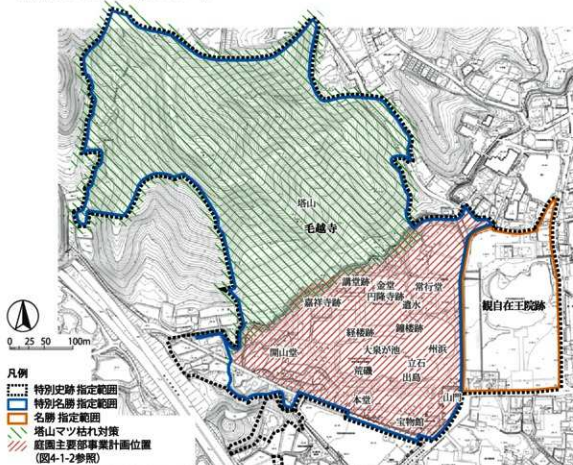 塔山
毛越寺
講堂跡
金堂
円隆寺跡
常行堂
遣水
嘉祥寺跡
観自在王院跡
経楼跡
鐘楼跡
開山堂
大泉が池
州浜
荒磯
立石
出島
本堂
山門
宝物館
0 25 50 100m
凡例
特別史跡 指定範囲
特別名勝 指定範囲
名勝 指定範囲
塔山マツ枯れ対策
庭園主要部事業計画位置
(図4-1-2参照)